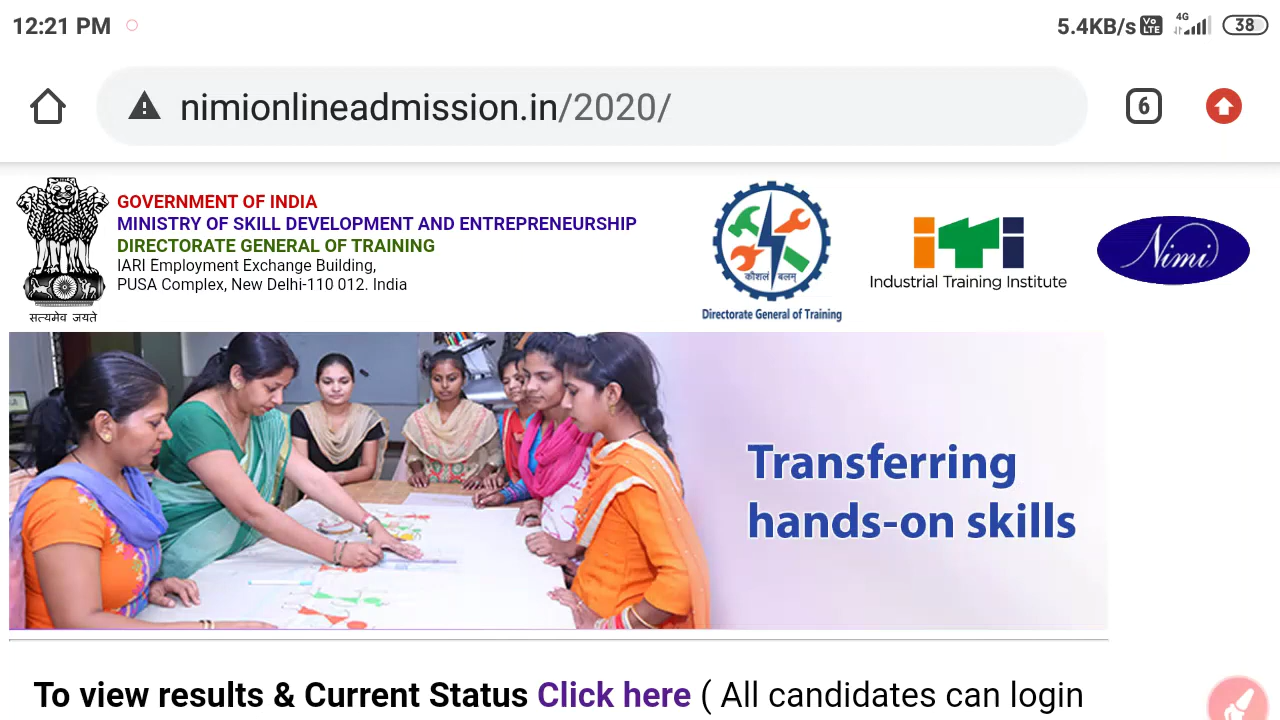 12:21 PM
5.4KB/s Vo LTE 4G 38
nimionlineadmission.in/2020/
6
GOVERNMENT OF INDIA
MINISTRY OF SKILL DEVELOPMENT AND ENTREPRENEURSHIP
DIRECTORATE GENERAL OF TRAINING
IARI Employment Exchange Building,
PUSA Complex, New Delhi-110 012. India
सत्यमेव जयते
कौशलं बलम्
Directorate General of Training
iTi
Industrial Training Institute
Nimi
Transferring
hands-on skills
To view results & Current Status Click here ( All candidates can login